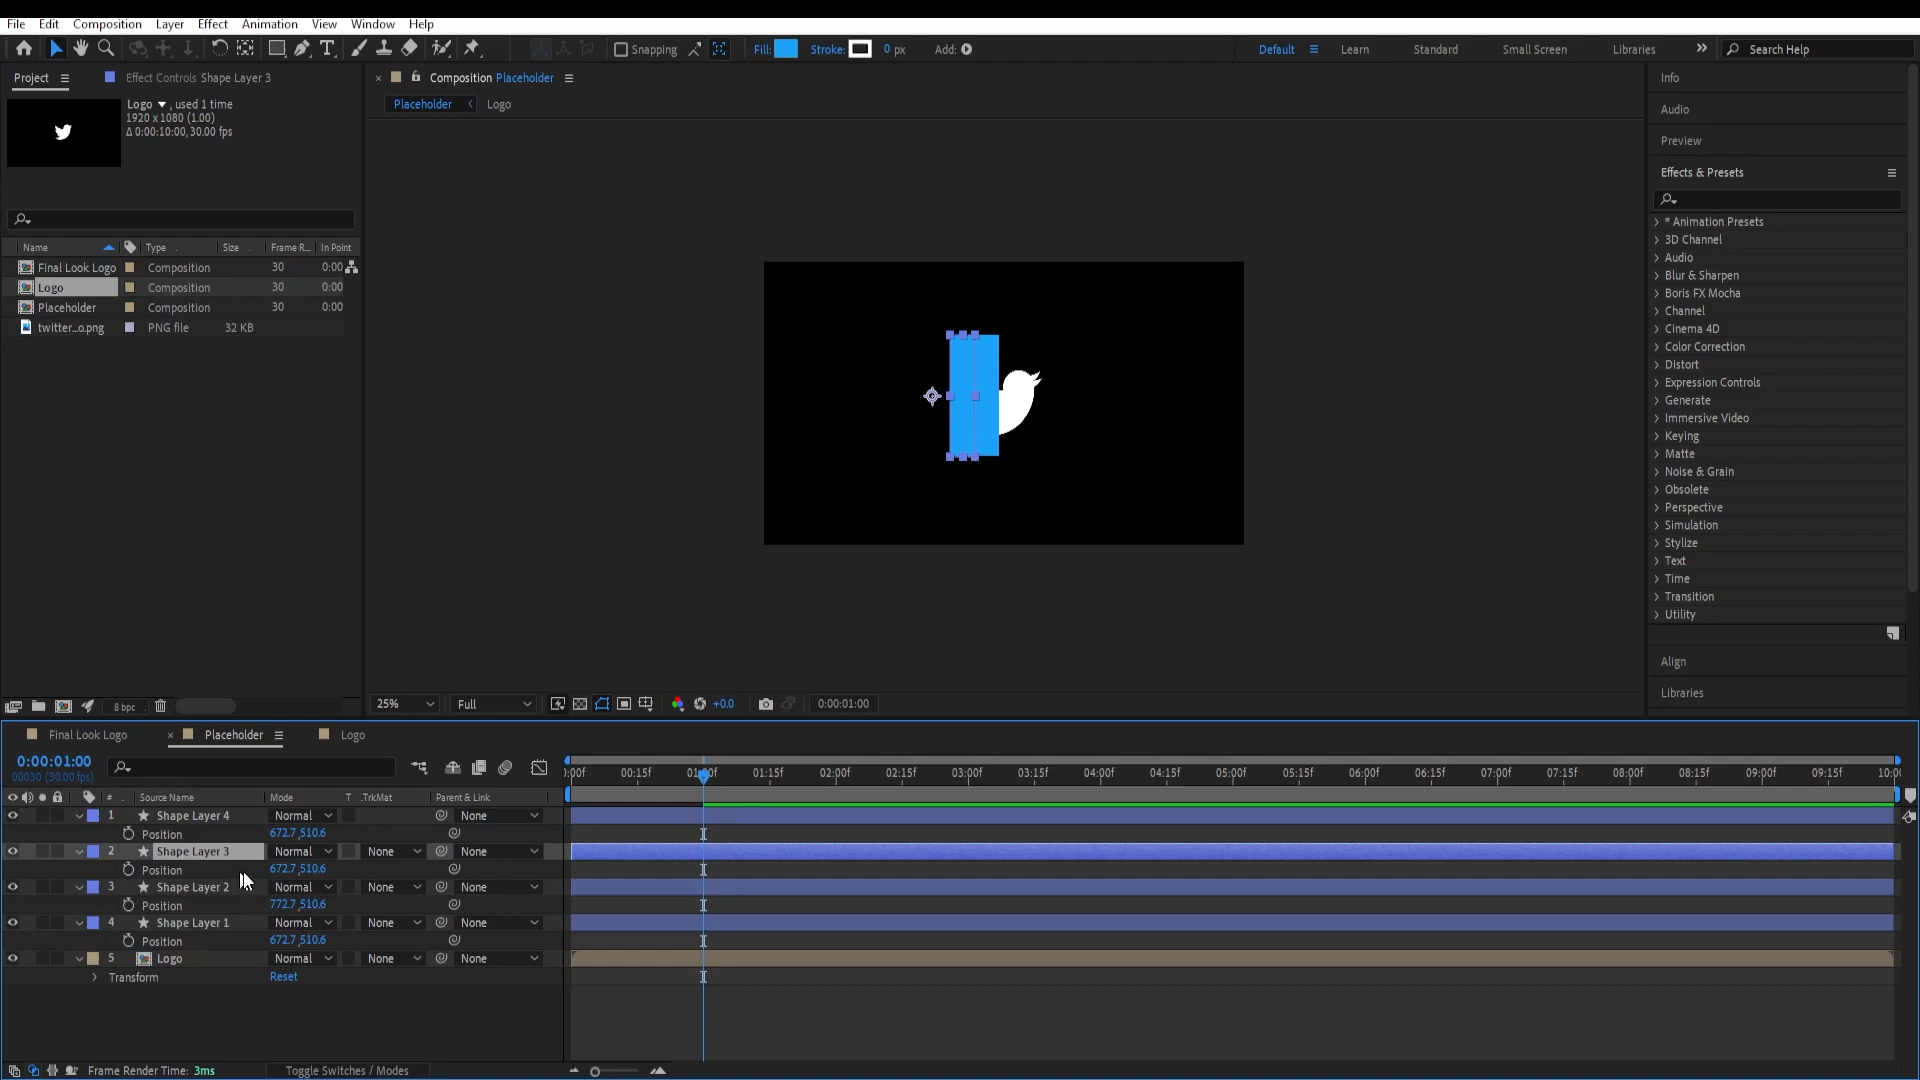 File Edit Composition Layer Effect Animation View Window Help
Snapping Fill: Stroke: 0 px Add: Default Learn Standard Small Screen Libraries Search Help
Project Effect Controls Shape Layer 3
Logo , used 1 time
1920 x 1080 (1.00)
Δ 0:00:10:00, 30.00 fps
Name Type Size Frame R... In Point
Final Look Logo Composition 30 0:00
Logo Composition 30 0:00
Placeholder Composition 30 0:00
twitter...o.png PNG file 32 KB
8 bpc
Composition Placeholder
Placeholder Logo
25% Full +0.0 0:00:01:00
Info
Audio
Preview
Effects & Presets
* Animation Presets
3D Channel
Audio
Blur & Sharpen
Boris FX Mocha
Channel
Cinema 4D
Color Correction
Distort
Expression Controls
Generate
Immersive Video
Keying
Matte
Noise & Grain
Obsolete
Perspective
Simulation
Stylize
Text
Time
Transition
Utility
Align
Libraries
Final Look Logo Placeholder Logo
0:00:01:00
00030 (30.00 fps)
:00f 00:15f 01:00f 01:15f 02:00f 02:15f 03:00f 03:15f 04:00f 04:15f 05:00f 05:15f 06:00f 06:15f 07:00f 07:15f 08:00f 08:15f 09:00f 09:15f 10:00
# Source Name Mode T .TrkMat Parent & Link
1 Shape Layer 4 Normal None
Position 672.7,510.6
2 Shape Layer 3 Normal None None
Position 672.7,510.6
3 Shape Layer 2 Normal None None
Position 772.7,510.6
4 Shape Layer 1 Normal None None
Position 672.7,510.6
5 Logo Normal None None
Transform Reset
Frame Render Time: 3ms Toggle Switches / Modes